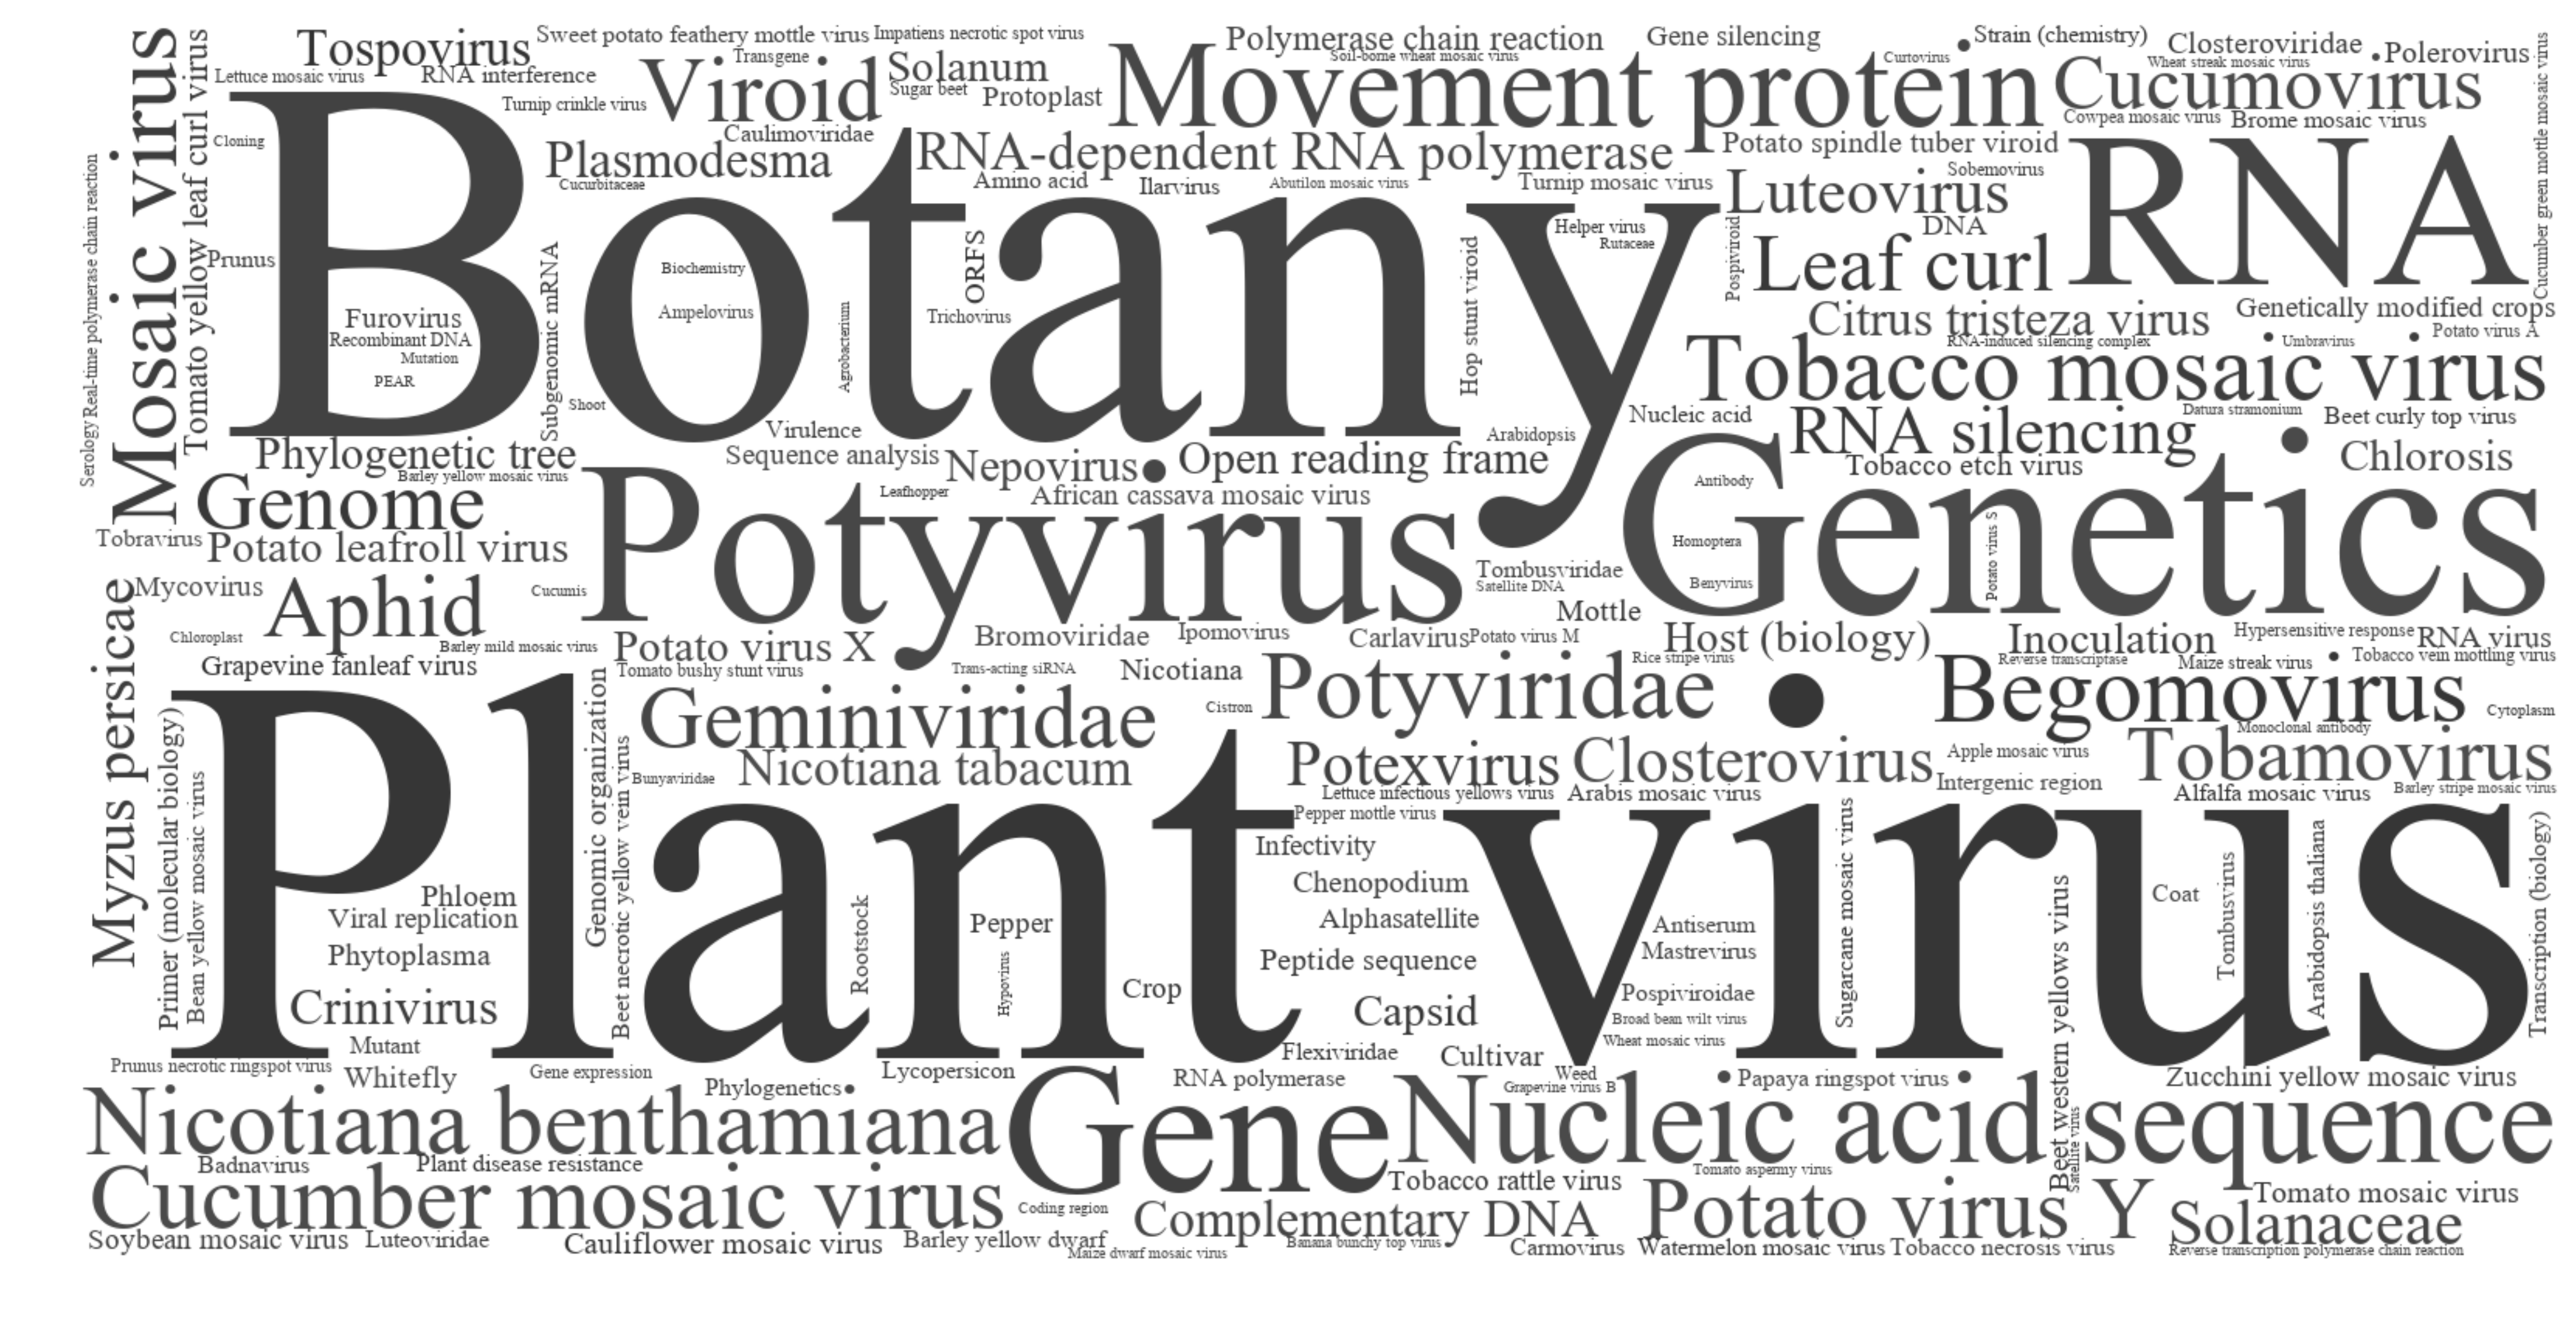 Mosaic virus
Tomato yellow leaf curl virus
Serology
Real-time polymerase chain reaction
Tospovirus
Sweet potato feathery mottle virus
Impatiens necrotic spot virus
Polymerase chain reaction
Gene silencing
Strain (chemistry)
Closteroviridae
Polerovirus
Lettuce mosaic virus
RNA interference
Transgene
Viroid
Solanum
Movement protein
Soil-borne wheat mosaic virus
Curtovirus
Wheat streak mosaic virus
Cucumovirus
Turnip crinkle virus
Sugar beet
Protoplast
Cowpea mosaic virus
Brome mosaic virus
Cucumber green mottle mosaic virus
Cloning
Caulimoviridae
Plasmodesma
RNA-dependent RNA polymerase
Potato spindle tuber viroid
RNA
Cucurbitaceae
Amino acid
Ilarvirus
Abutilon mosaic virus
Turnip mosaic virus
Sobemovirus
Luteovirus
Botany
Helper virus
Rutaceae
DNA
Pospiviroid
Leaf curl
Prunus
Biochemistry
Ampelovirus
ORFS
Trichovirus
Agrobacterium
Hop stunt viroid
Subgenomic mRNA
Furovirus
Recombinant DNA
Mutation
PEAR
Citrus tristeza virus
Genetically modified crops
RNA-induced silencing complex
Umbravirus
Potato virus A
Tobacco mosaic virus
Shoot
Virulence
Nucleic acid
RNA silencing
Datura stramonium
Beet curly top virus
Arabidopsis
Phylogenetic tree
Sequence analysis
Nepovirus
Open reading frame
Tobacco etch virus
Chlorosis
Barley yellow mosaic virus
Genome
Leafhopper
African cassava mosaic virus
Antibody
Genetics
Potyvirus
Tobravirus
Potato leafroll virus
Homoptera
Potato virus S
Benyvirus
Tombusviridae
Satellite DNA
Mycovirus
Aphid
Cucumis
Mottle
Myzus persicae
Chloroplast
Barley mild mosaic virus
Potato virus X
Bromoviridae
Ipomovirus
Carlavirus
Potato virus M
Host (biology)
Inoculation
Hypersensitive response
RNA virus
Grapevine fanleaf virus
Tomato bushy stunt virus
Trans-acting siRNA
Nicotiana
Rice stripe virus
Reverse transcriptase
Maize streak virus
Tobacco vein mottling virus
Potyviridae
Begomovirus
Geminiviridae
Cistron
Cytoplasm
Primer (molecular biology)
Bean yellow mosaic virus
Genomic organization
Beet necrotic yellow vein virus
Monoclonal antibody
Bunyaviridae
Nicotiana tabacum
Potexvirus
Closterovirus
Apple mosaic virus
Intergenic region
Tobamovirus
Lettuce infectious yellows virus
Arabis mosaic virus
Alfalfa mosaic virus
Barley stripe mosaic virus
Pepper mottle virus
Plant virus
Infectivity
Sugarcane mosaic virus
Transcription (biology)
Phloem
Viral replication
Phytoplasma
Crinivirus
Mutant
Rootstock
Pepper
Hypovirus
Crop
Chenopodium
Alphasatellite
Peptide sequence
Capsid
Flexiviridae
Cultivar
Antiserum
Mastrevirus
Pospiviroidae
Broad bean wilt virus
Wheat mosaic virus
Coat
Tombusvirus
Arabidopsis thaliana
Beet western yellows virus
Prunus necrotic ringspot virus
Whitefly
Gene expression
Phylogenetics
Lycopersicon
RNA polymerase
Weed
Grapevine virus B
Papaya ringspot virus
Zucchini yellow mosaic virus
Nicotiana benthamiana
Gene
Nucleic acid sequence
Satellite virus
Badnavirus
Plant disease resistance
Tomato aspermy virus
Cucumber mosaic virus
Tobacco rattle virus
Coding region
Complementary DNA
Potato virus Y
Tomato mosaic virus
Solanaceae
Soybean mosaic virus
Luteoviridae
Cauliflower mosaic virus
Barley yellow dwarf
Maize dwarf mosaic virus
Banana bunchy top virus
Carmovirus
Watermelon mosaic virus
Tobacco necrosis virus
Reverse transcription polymerase chain reaction